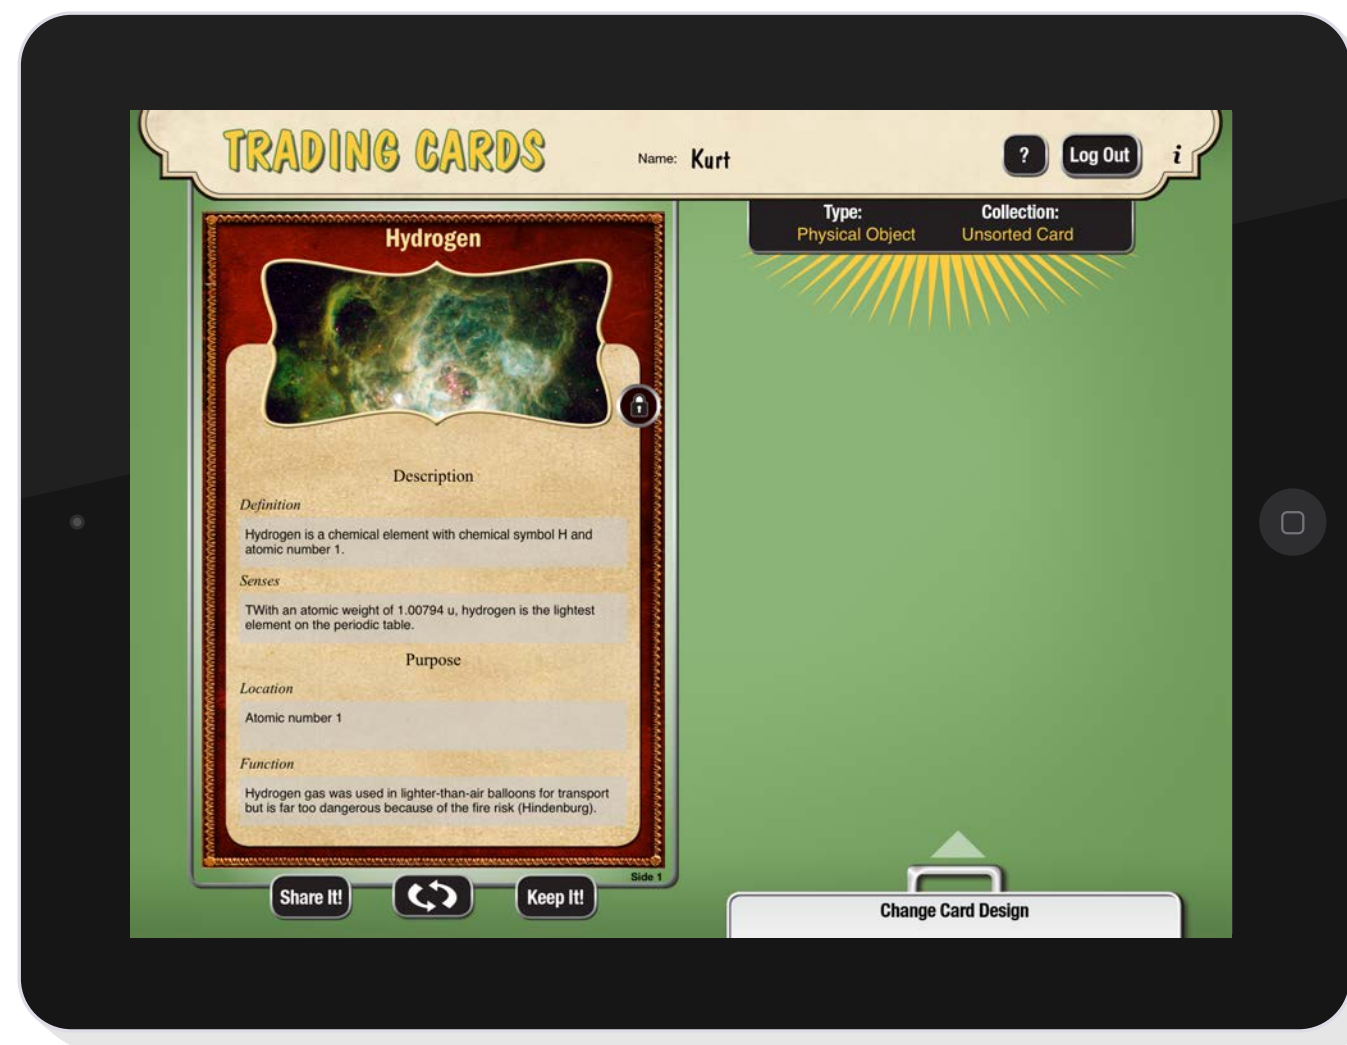 TRADING CARDS
Name: Kurt
?
Log Out
i
Type:
Physical Object
Collection:
Unsorted Card
Hydrogen
Description
Definition
Hydrogen is a chemical element with chemical symbol H and
atomic number 1.
Senses
TWith an atomic weight of 1.00794 u, hydrogen is the lightest
element on the periodic table.
Purpose
Location
Atomic number 1
Function
Hydrogen gas was used in lighter-than-air balloons for transport
but is far too dangerous because of the fire risk (Hindenburg).
Side 1
Share It!
Keep It!
Change Card Design